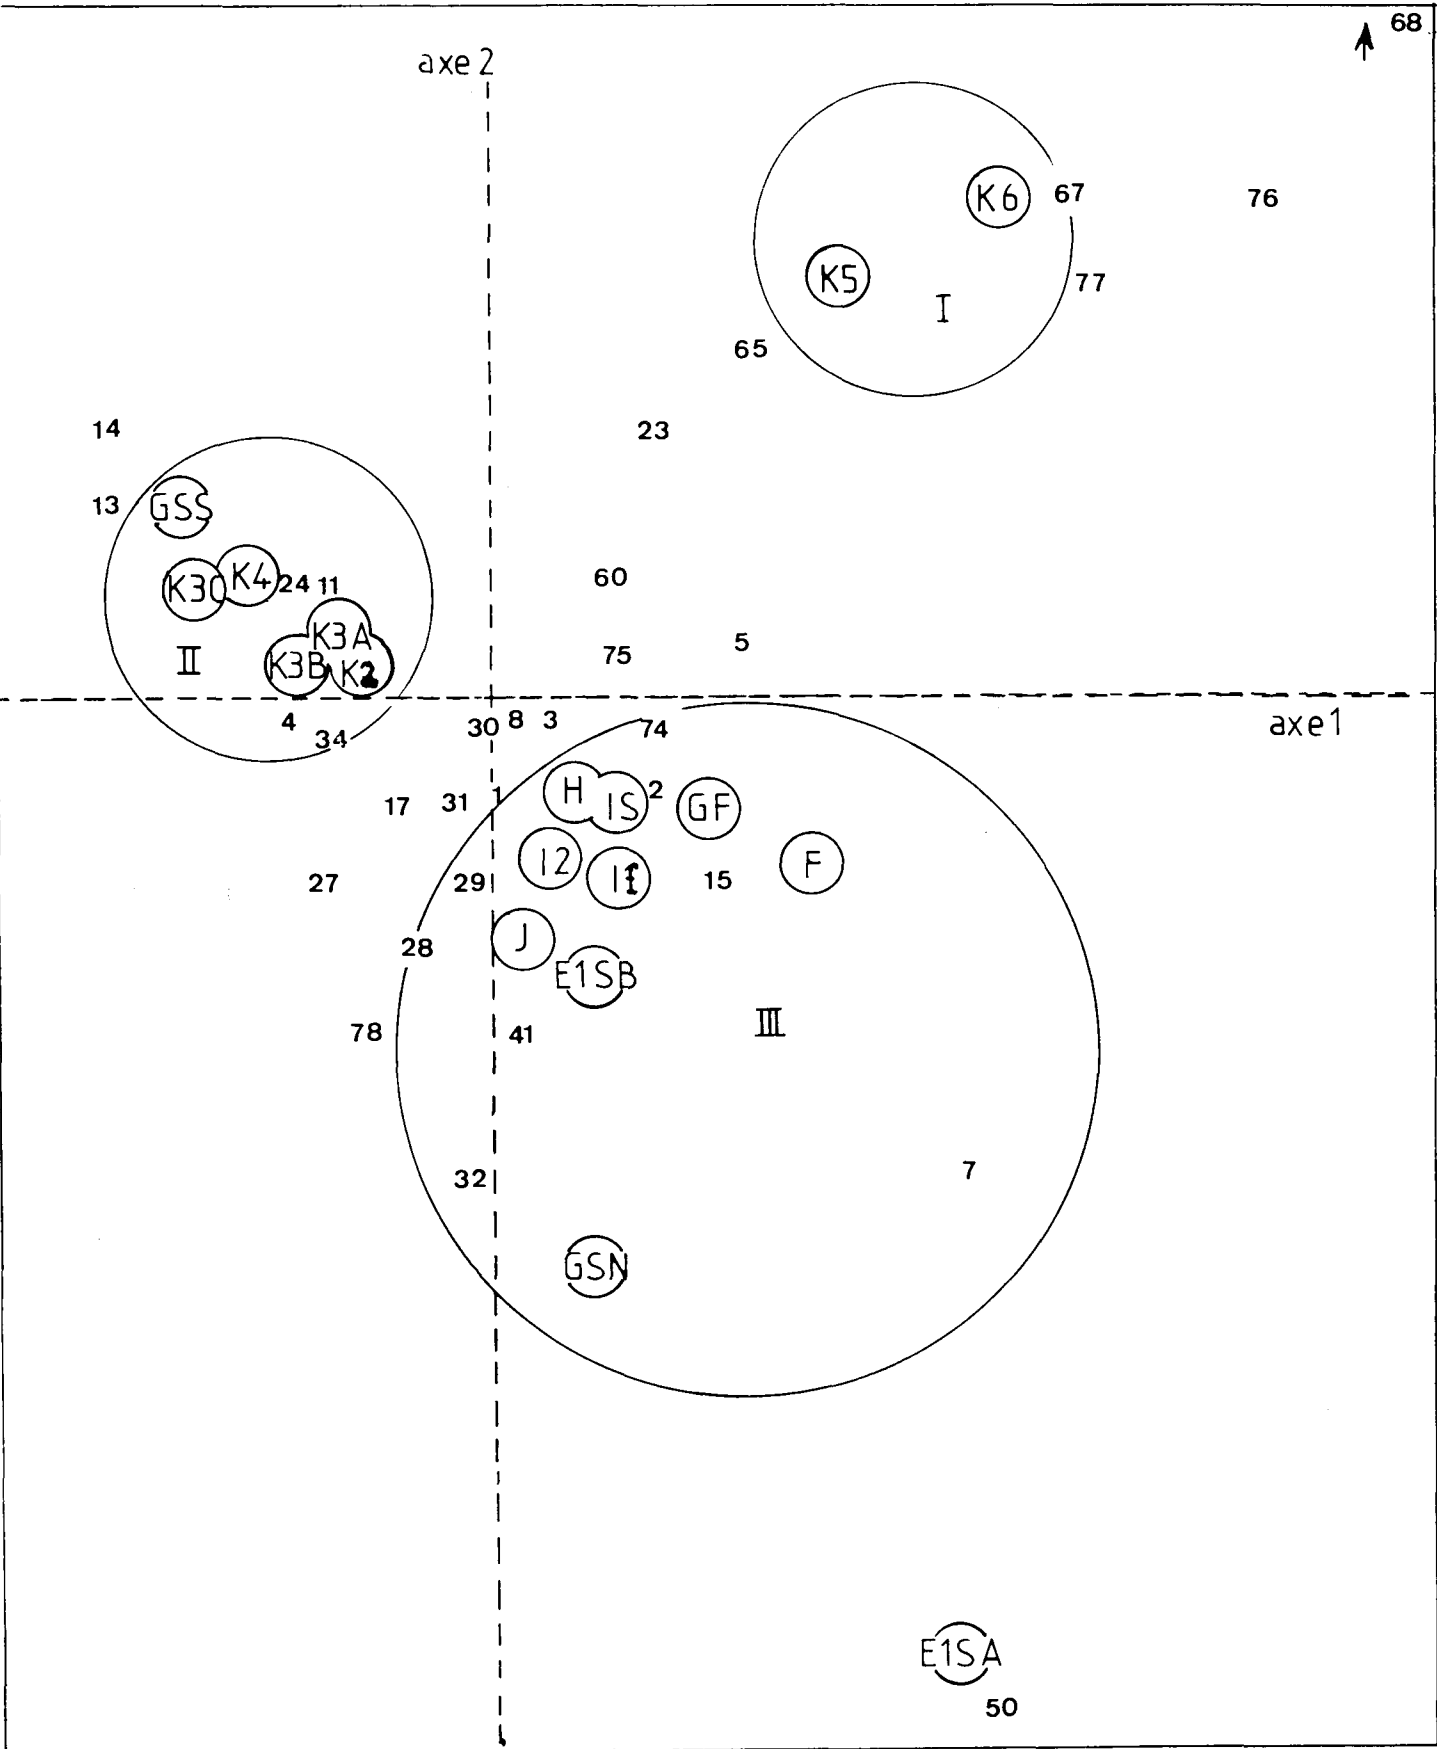 68
axe 2
K6 67 76
K5 77
I
65
14 23
13 GSS
K3C K4 24 11 60
K3A
K3B K2 75 5
II
4 34 30 8 3 74 axe1
17 31 1 H IS 2 GF
I2 F
27 29 I1 15
28 J
E1SB
78 41 III
32 7
GSN
E1SA
50